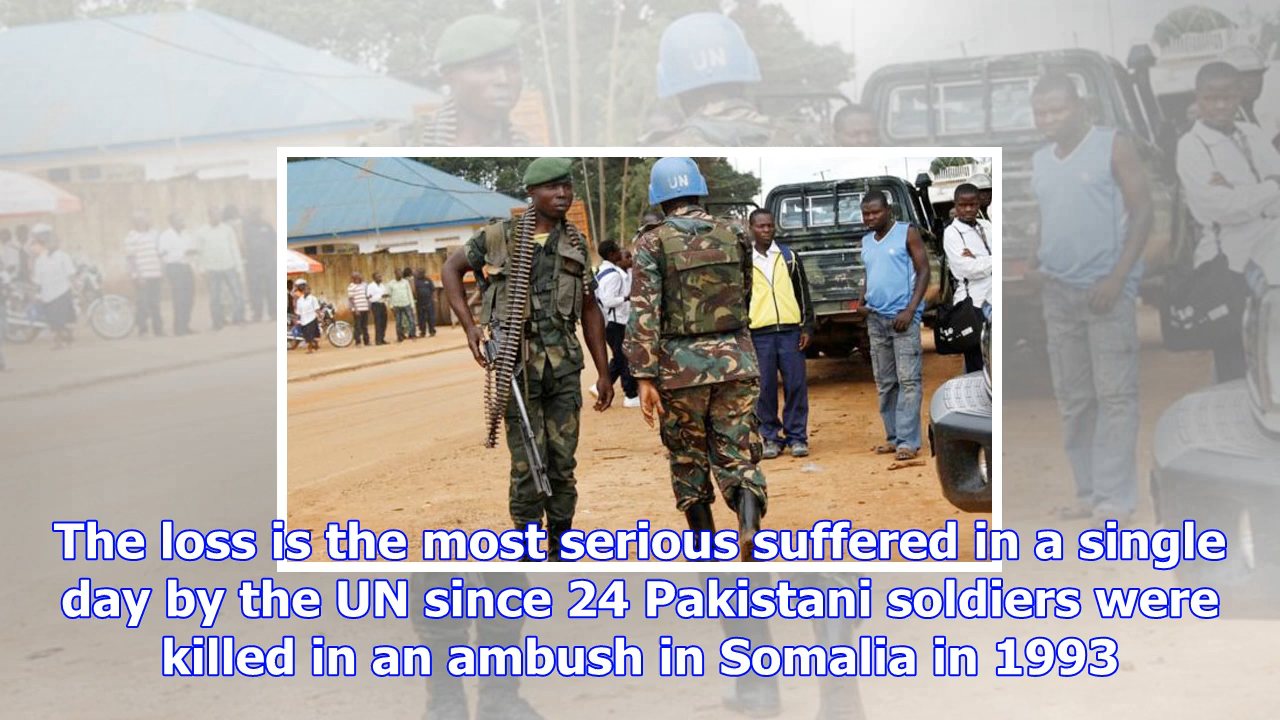 UN
The loss is the most serious suffered in a single
day by the UN since 24 Pakistani soldiers were
killed in an ambush in Somalia in 1993